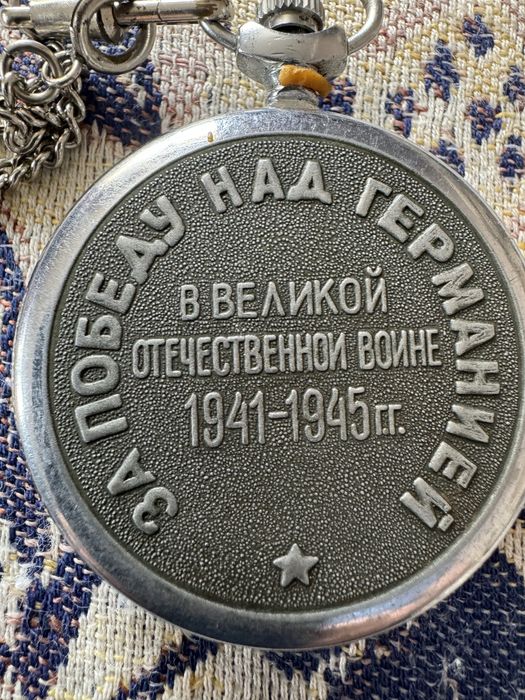 ЗА ПОБЕДУ НАД ГЕРМАНИЕЙ
В ВЕЛИКОЙ
ОТЕЧЕСТВЕННОЙ ВОЙНЕ
1941-1945 гг.